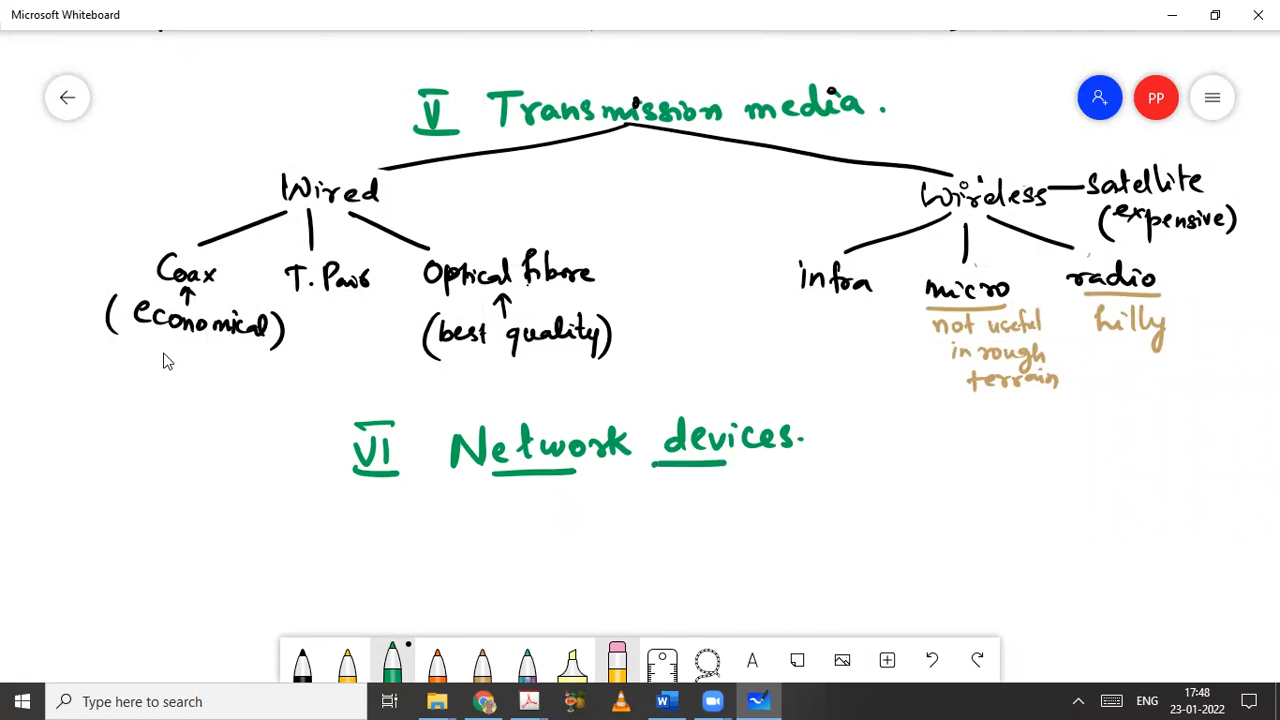 Microsoft Whiteboard
V Transmission media.
PP
Wired
Wireless
Satellite
(expensive)
Coax
T. Pair
Optical fibre
(economical)
(best quality)
infra
micro
not useful
in rough
terrain
radio
hilly
VI Network devices.
A
Type here to search
ENG
17:48
23-01-2022